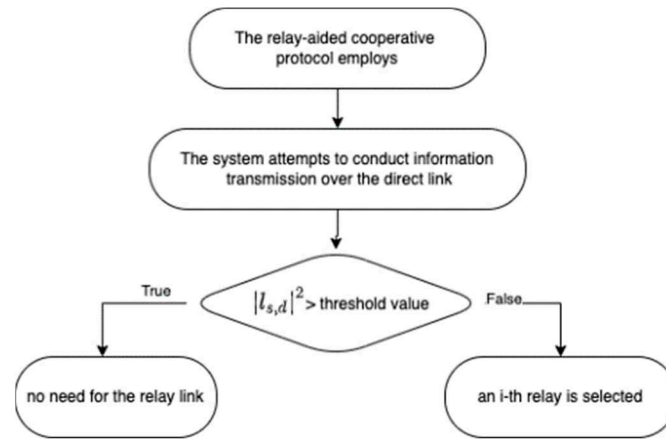 The relay-aided cooperative
protocol employs
The system attempts to conduct information
transmission over the direct link
True
|l_{s,d}|^2 > threshold value
False
no need for the relay link
an i-th relay is selected